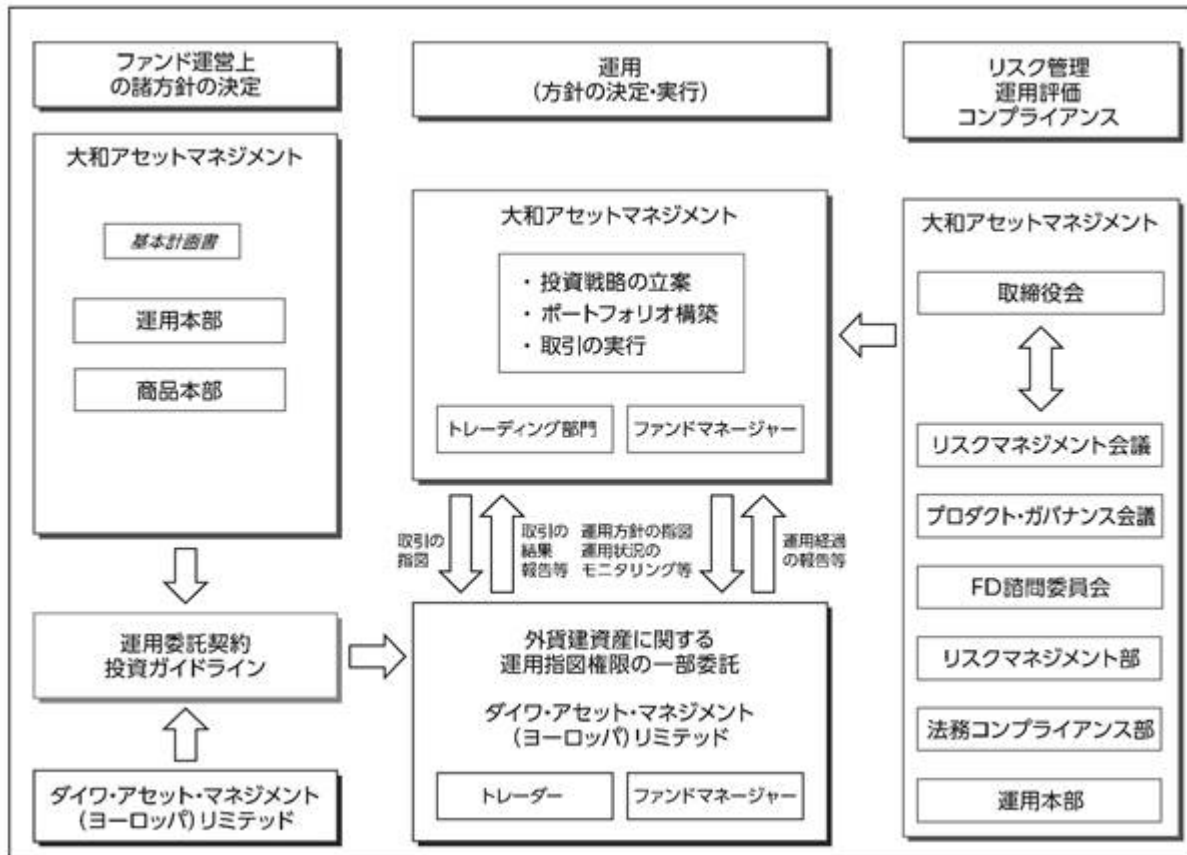 ファンド運営上
の諸方針の決定
大和アセットマネジメント
基本計画書
運用本部
商品本部
運用委託契約
投資ガイドライン
ダイワ・アセット・マネジメント
(ヨーロッパ)リミテッド
運用
(方針の決定・実行)
大和アセットマネジメント
・ 投資戦略の立案
・ ポートフォリオ構築
・ 取引の実行
トレーディング部門
ファンドマネージャー
取引の
指図
取引の
結果
報告等
運用方針の指図
運用状況の
モニタリング等
運用経過
の報告等
外貨建資産に関する
運用指図権限の一部委託
ダイワ・アセット・マネジメント
(ヨーロッパ)リミテッド
トレーダー
ファンドマネージャー
リスク管理
運用評価
コンプライアンス
大和アセットマネジメント
取締役会
リスクマネジメント会議
プロダクト・ガバナンス会議
FD諮問委員会
リスクマネジメント部
法務コンプライアンス部
運用本部